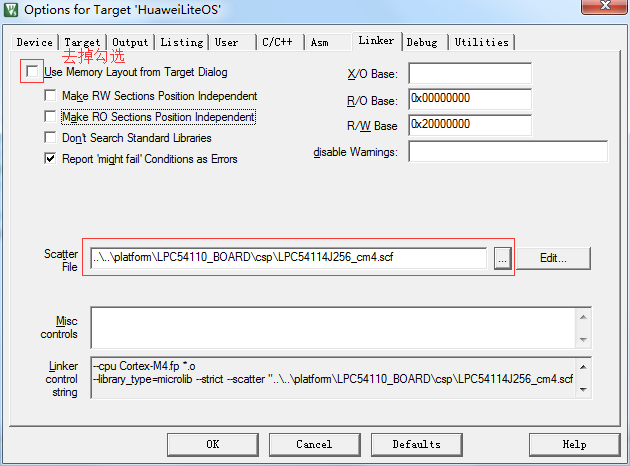 Options for Target 'HuaweiLiteOS'
Device Target Output Listing User C/C++ Asm Linker Debug Utilities
去掉勾选
Use Memory Layout from Target Dialog
X/O Base:
Make RW Sections Position Independent
R/O Base: 0x00000000
Make RO Sections Position Independent
R/W Base 0x20000000
Don't Search Standard Libraries
disable Warnings:
Report 'might fail' Conditions as Errors
Scatter
File
..\..\platform\LPC54110_BOARD\csp\LPC54114J256_cm4.scf
...
Edit...
Misc
controls
Linker
control
string
--cpu Cortex-M4.fp *.o
--library_type=microlib --strict --scatter "..\..\platform\LPC54110_BOARD\csp\LPC54114J256_cm4.scf
OK Cancel Defaults Help